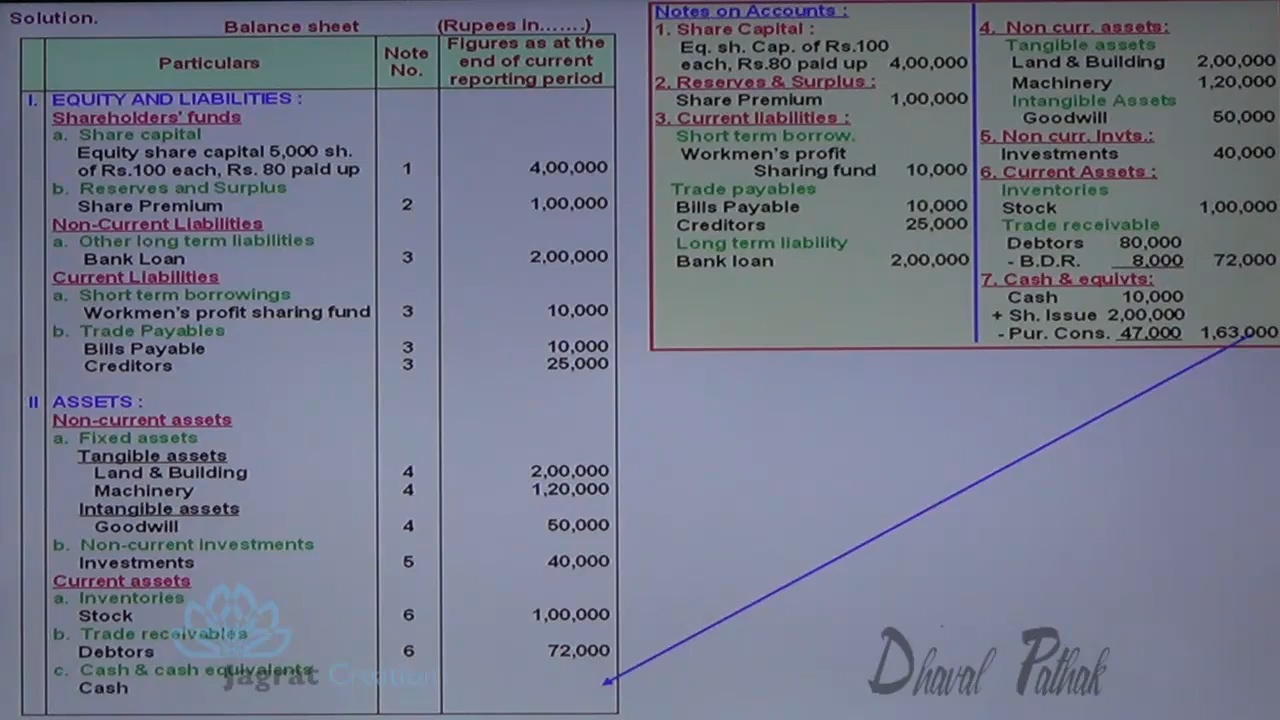 Solution.
Balance sheet (Rupees in.......)
Particulars Note No. Figures as at the end of current reporting period
I. EQUITY AND LIABILITIES :
Shareholders' funds
a. Share capital
Equity share capital 5,000 sh.
of Rs.100 each, Rs. 80 paid up 1 4,00,000
b. Reserves and Surplus
Share Premium 2 1,00,000
Non-Current Liabilities
a. Other long term liabilities
Bank Loan 3 2,00,000
Current Liabilities
a. Short term borrowings
Workmen's profit sharing fund 3 10,000
b. Trade Payables
Bills Payable 3 10,000
Creditors 3 25,000
II ASSETS :
Non-current assets
a. Fixed assets
Tangible assets
Land & Building 4 2,00,000
Machinery 4 1,20,000
Intangible assets
Goodwill 4 50,000
b. Non-current investments
Investments 5 40,000
Current assets
a. Inventories
Stock 6 1,00,000
b. Trade receivables
Debtors 6 72,000
c. Cash & cash equivalents
Cash
Notes on Accounts :
1. Share Capital :
Eq. sh. Cap. of Rs.100
each, Rs.80 paid up 4,00,000
2. Reserves & Surplus :
Share Premium 1,00,000
3. Current liabilities :
Short term borrow.
Workmen's profit
Sharing fund 10,000
Trade payables
Bills Payable 10,000
Creditors 25,000
Long term liability
Bank loan 2,00,000
4. Non curr. assets:
Tangible assets
Land & Building 2,00,000
Machinery 1,20,000
Intangible Assets
Goodwill 50,000
5. Non curr. Invts.:
Investments 40,000
6. Current Assets :
Inventories
Stock 1,00,000
Trade receivable
Debtors 80,000
- B.D.R. 8,000 72,000
7. Cash & equivts:
Cash 10,000
+ Sh. Issue 2,00,000
- Pur. Cons. 47,000 1,63,000
Jagrat Creation
Dhaval Pathak